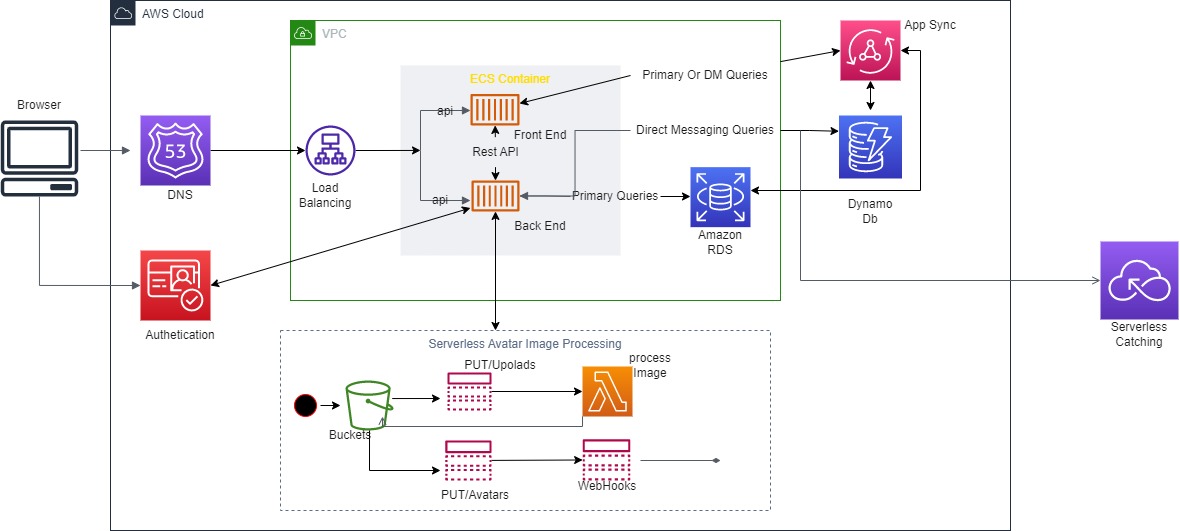 AWS Cloud
VPC
App Sync
ECS Container
Primary Or DM Queries
Browser
api
Front End
Direct Messaging Queries
53
Rest API
DNS
Load
Balancing
api
Primary Queries
Dynamo
Db
Back End
Amazon
RDS
Authetication
Serverless
Catching
Serverless Avatar Image Processing
PUT/Upolads
process
Image
Buckets
PUT/Avatars
WebHooks